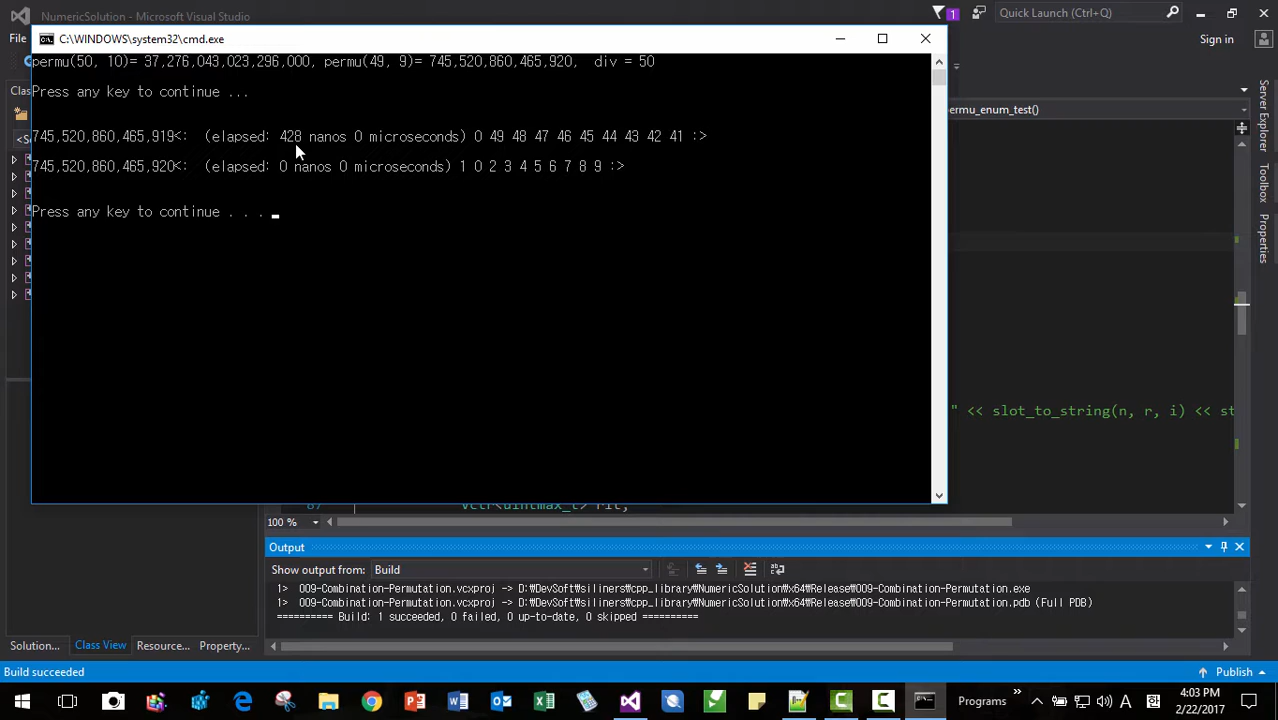 NumericSolution - Microsoft Visual Studio
1
Quick Launch (Ctrl+Q)
File
C:\WINDOWS\system32\cmd.exe
Sign in
permu(50, 10)= 37,276,043,023,296,000, permu(49, 9)= 745,520,860,465,920,  div = 50
Press any key to continue ...
745,520,860,465,919<:  (elapsed: 428 nanos 0 microseconds) 0 49 48 47 46 45 44 43 42 41 :>
745,520,860,465,920<:  (elapsed: 0 nanos 0 microseconds) 1 0 2 3 4 5 6 7 8 9 :>
Press any key to continue . . .
permu_enum_test()
Server Explorer
Toolbox
Properties
" << slot_to_string(n, r, i) << st
100 %
Output
Show output from: Build
1>  009-Combination-Permutation.vcxproj -> D:₩DevSoft₩siliners₩cpp_library₩NumericSolution₩x64₩Release₩009-Combination-Permutation.exe
1>  009-Combination-Permutation.vcxproj -> D:₩DevSoft₩siliners₩cpp_library₩NumericSolution₩x64₩Release₩009-Combination-Permutation.pdb (Full PDB)
========== Build: 1 succeeded, 0 failed, 0 up-to-date, 0 skipped ==========
Solution... Class View Resource... Property...
Build succeeded
Publish
Programs
A
4:03 PM
2/22/2017